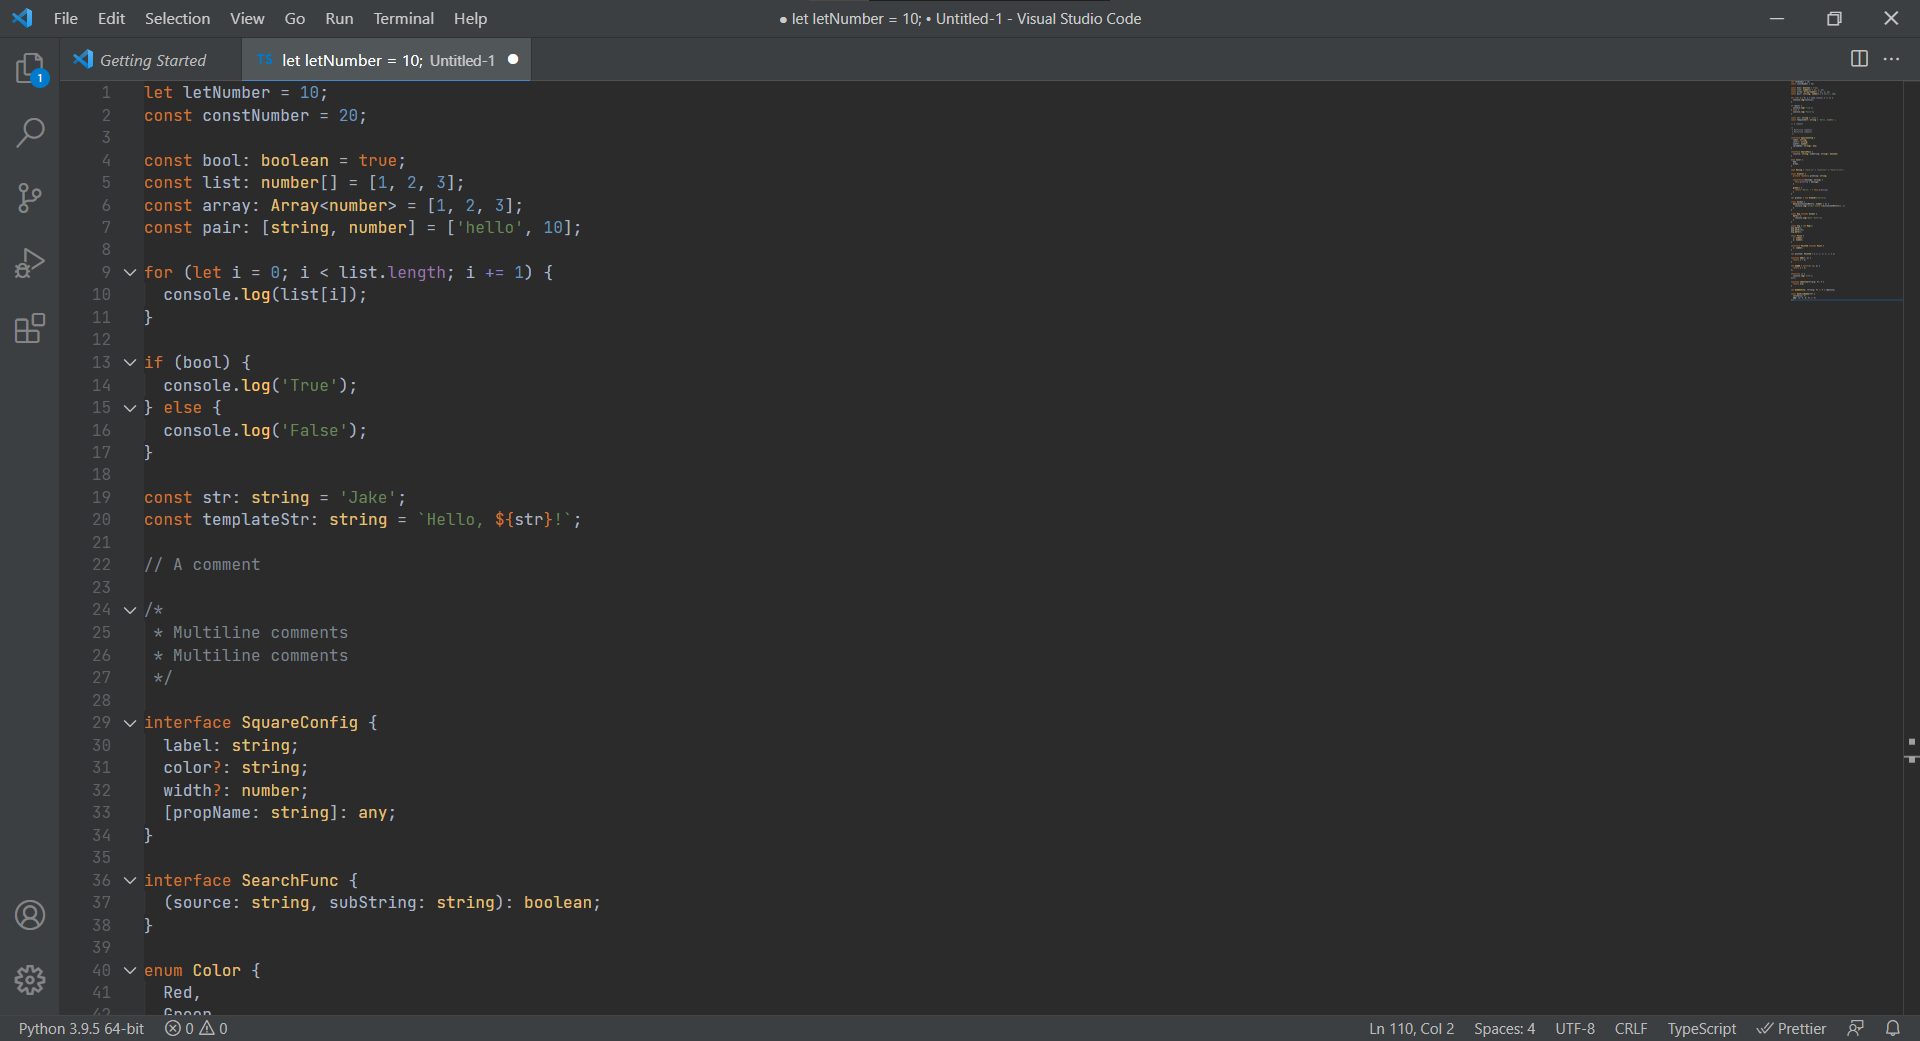 File Edit Selection View Go Run Terminal Help
● let letNumber = 10; • Untitled-1 - Visual Studio Code
Getting Started
TS let letNumber = 10; Untitled-1
1
1 let letNumber = 10;
2 const constNumber = 20;
3
4 const bool: boolean = true;
5 const list: number[] = [1, 2, 3];
6 const array: Array<number> = [1, 2, 3];
7 const pair: [string, number] = ['hello', 10];
8
9 for (let i = 0; i < list.length; i += 1) {
10   console.log(list[i]);
11 }
12
13 if (bool) {
14   console.log('True');
15 } else {
16   console.log('False');
17 }
18
19 const str: string = 'Jake';
20 const templateStr: string = `Hello, ${str}!`;
21
22 // A comment
23
24 /*
25  * Multiline comments
26  * Multiline comments
27  */
28
29 interface SquareConfig {
30   label: string;
31   color?: string;
32   width?: number;
33   [propName: string]: any;
34 }
35
36 interface SearchFunc {
37   (source: string, subString: string): boolean;
38 }
39
40 enum Color {
41   Red,
42   Green
Python 3.9.5 64-bit 0 0
Ln 110, Col 2 Spaces: 4 UTF-8 CRLF TypeScript Prettier